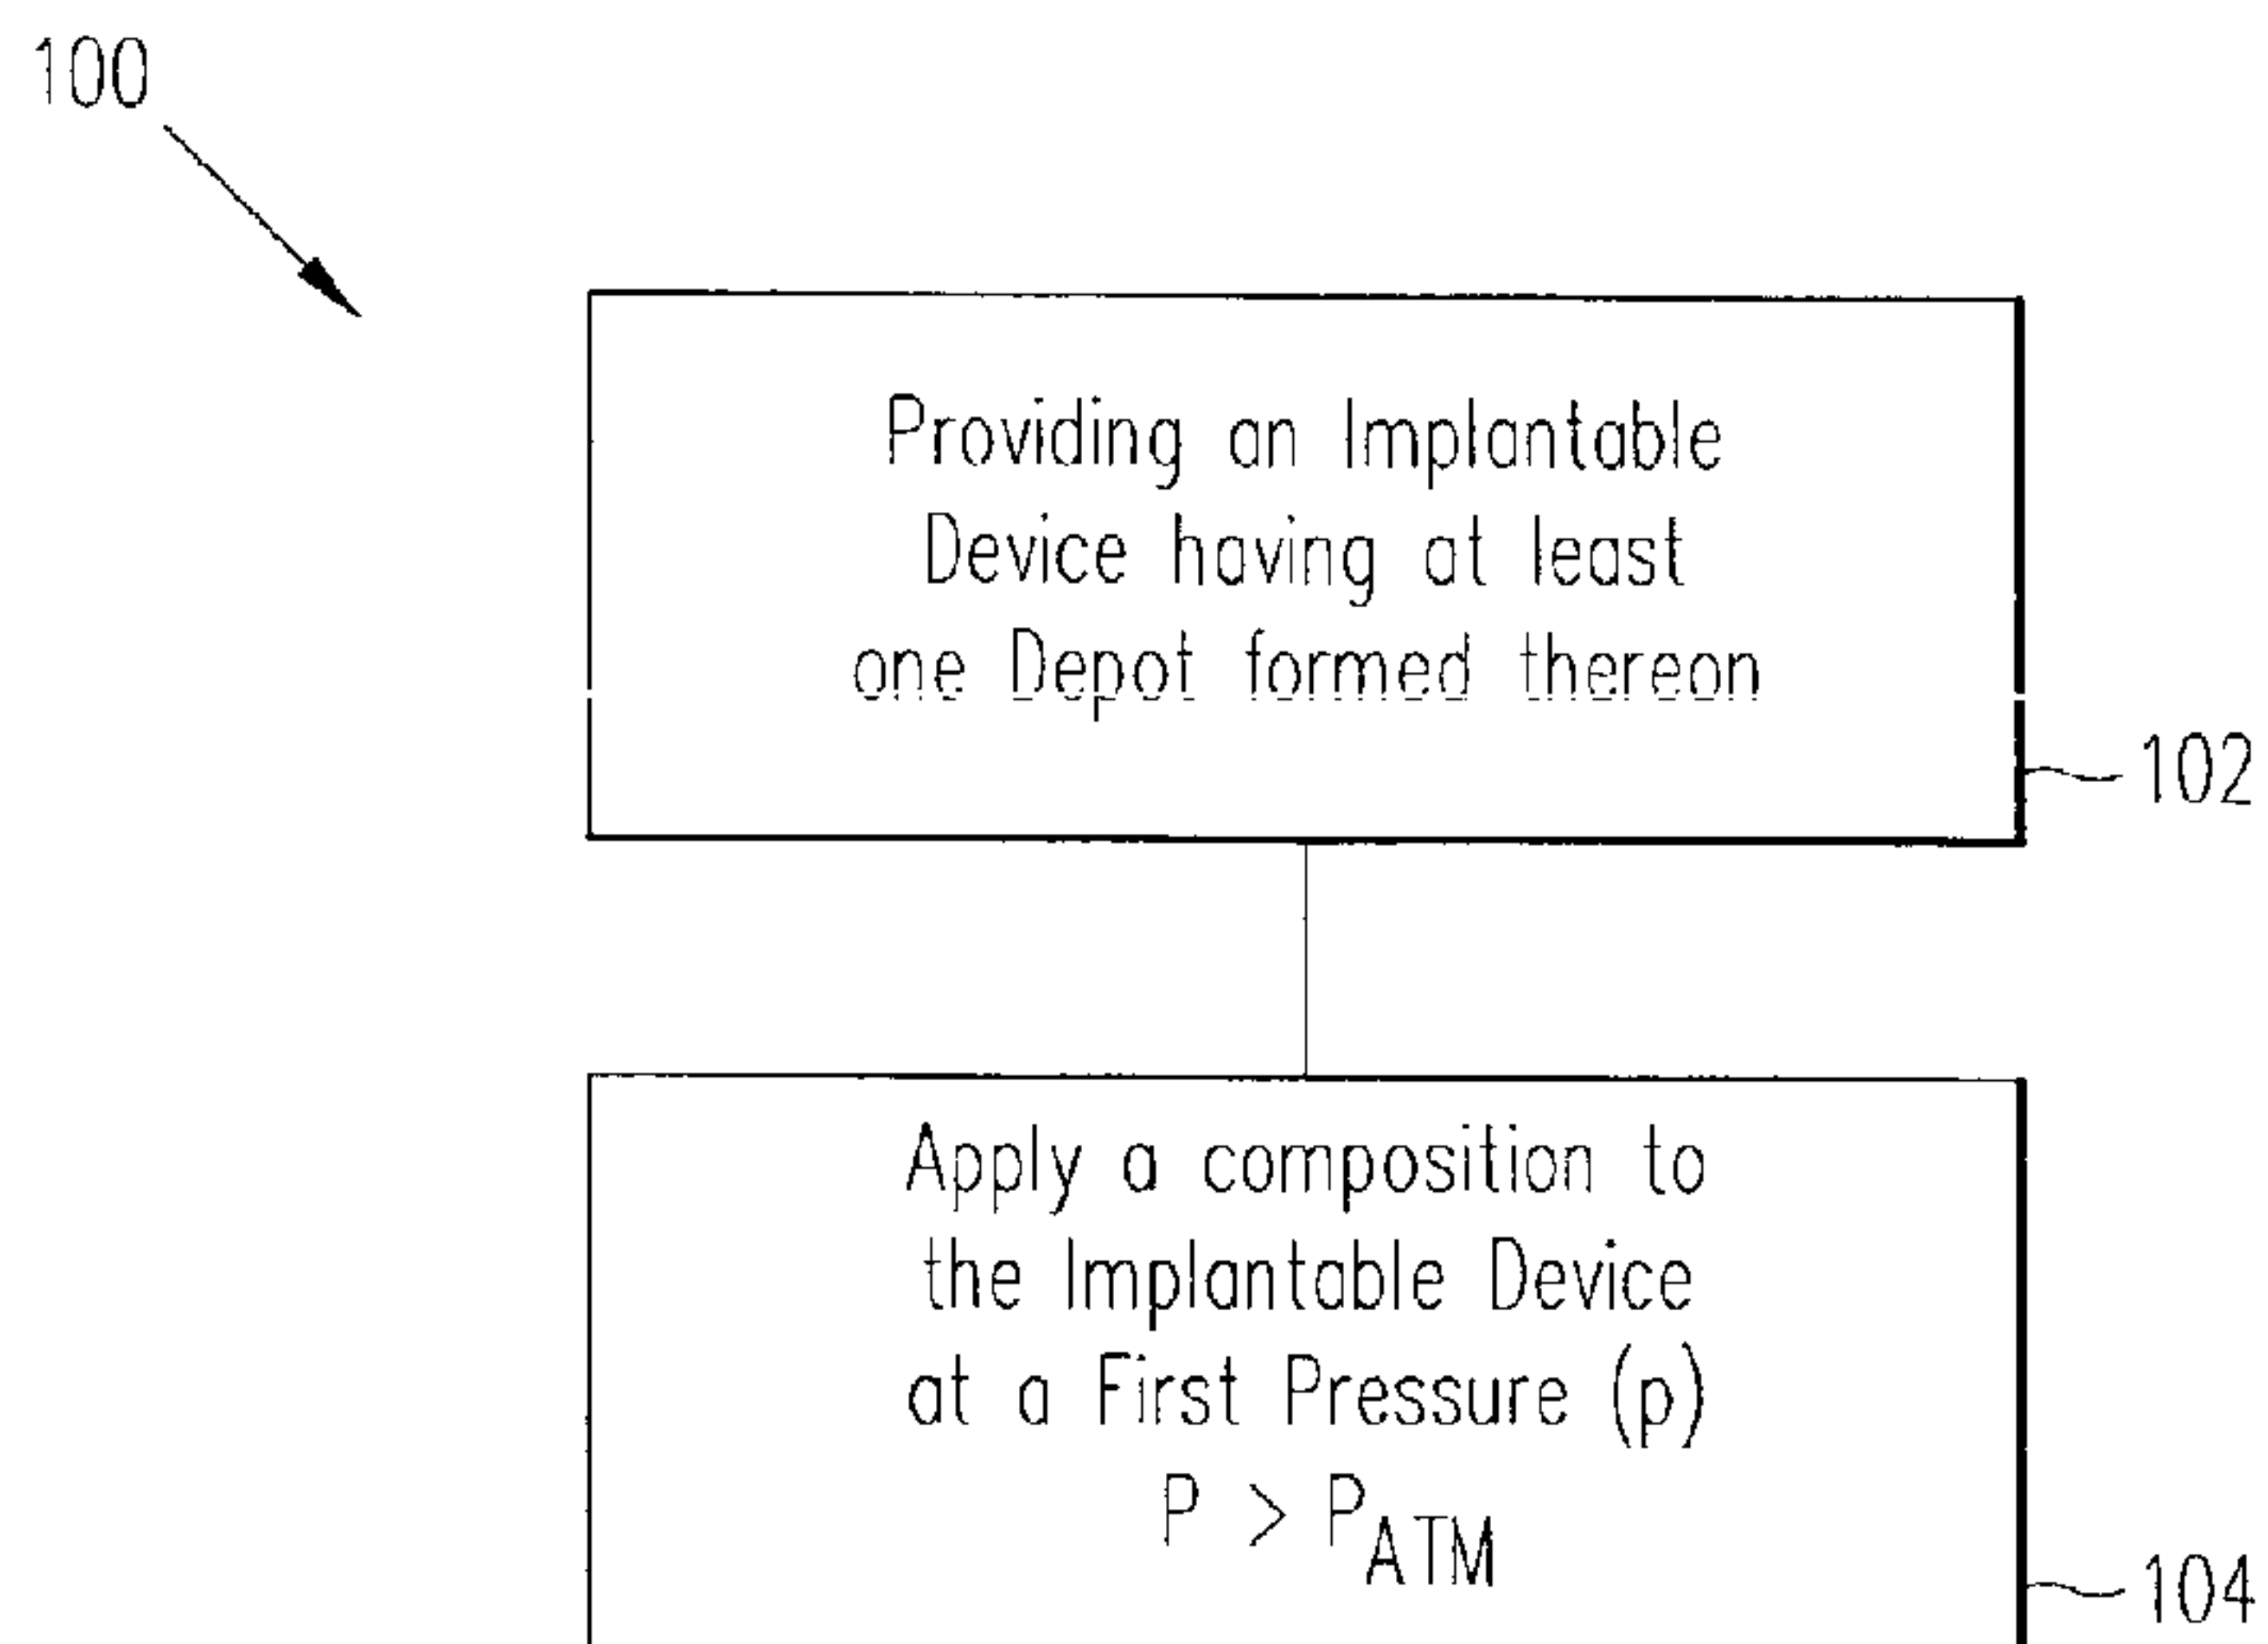 100
Providing an Implantable
Device having at least
one Depot formed thereon
102
Apply a composition to
the Implantable Device
at a First Pressure (p)
P > PATM
104